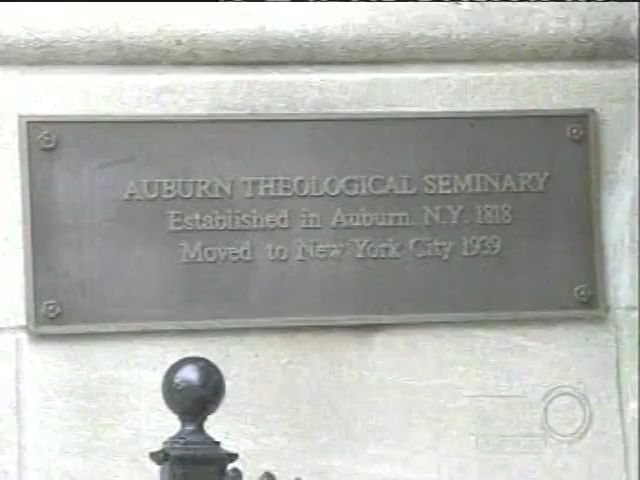 AUBURN THEOLOGICAL SEMINARY
Established in Auburn N.Y. 1818
Moved to New York City 1939